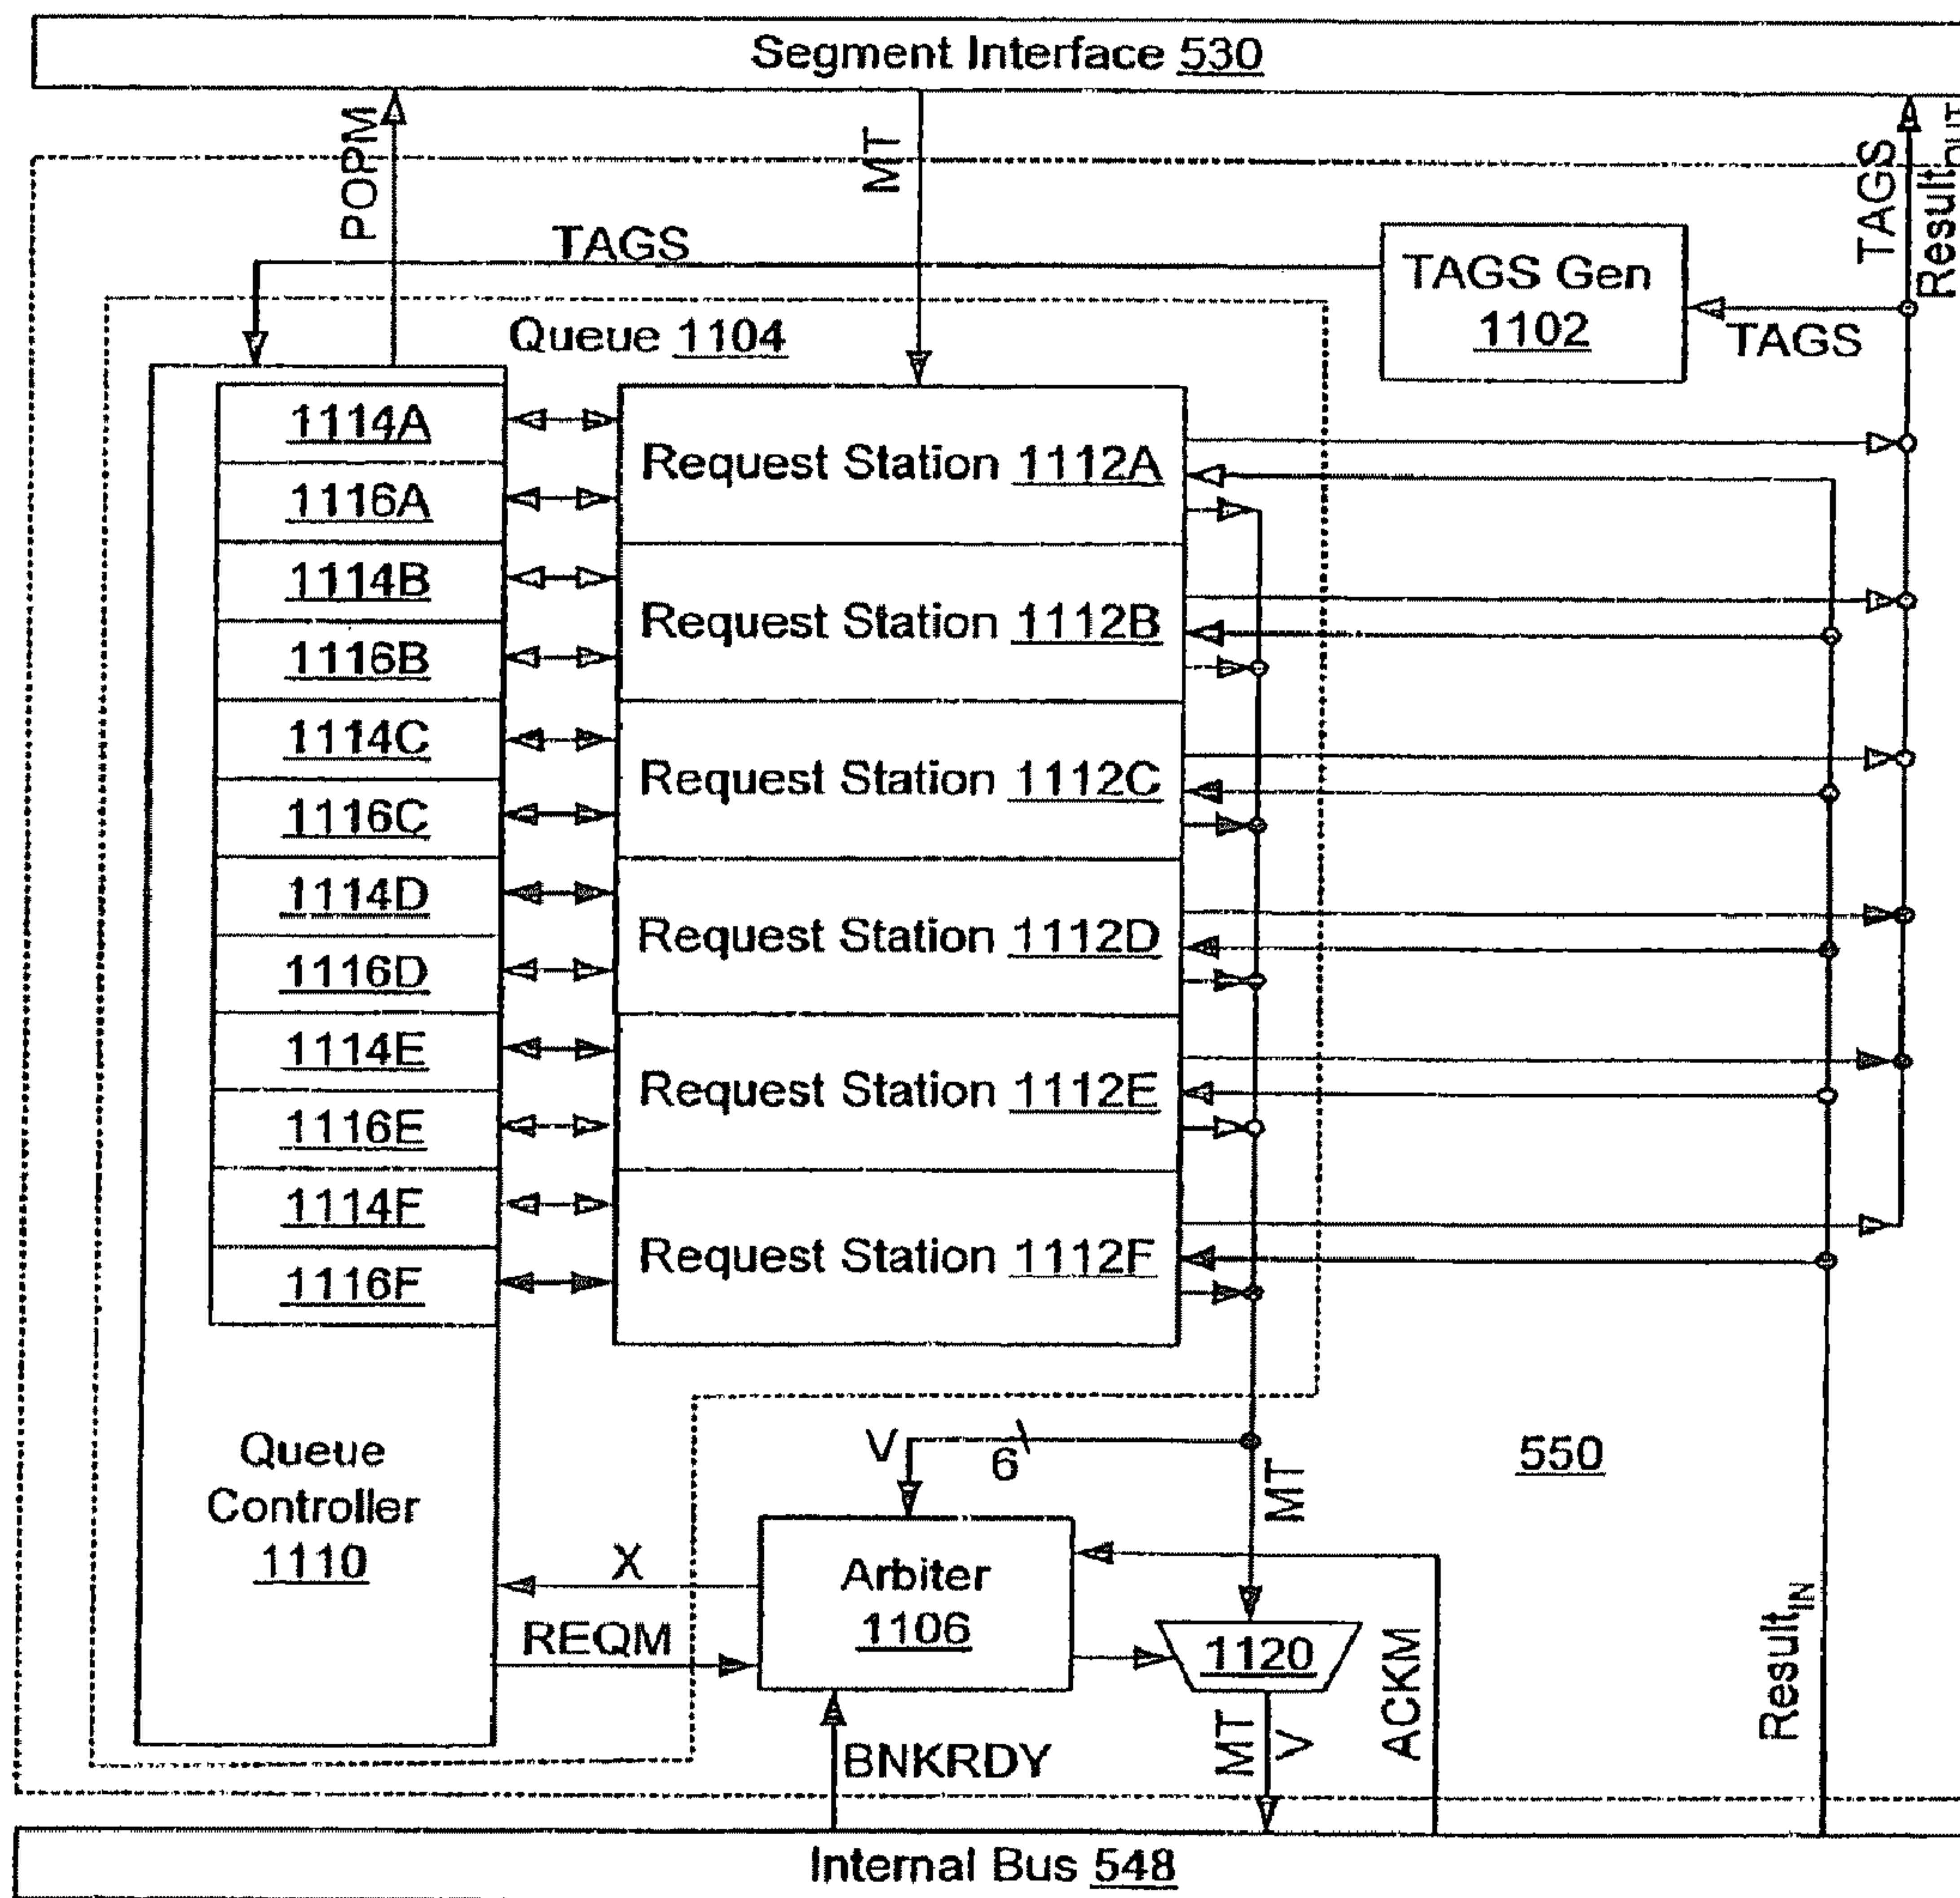 Segment Interface 530
POPM
MT
TAGS
Result OUT
TAGS
TAGS Gen
1102
TAGS
Queue 1104
1114A
1116A
1114B
1116B
1114C
1116C
1114D
1116D
1114E
1116E
1114F
1116F
Request Station 1112A
Request Station 1112B
Request Station 1112C
Request Station 1112D
Request Station 1112E
Request Station 1112F
Queue
Controller
1110
V
6
MT
550
X
REQM
Arbiter
1106
1120
ACKM
Result IN
BNKRDY
MT
V
Internal Bus 548